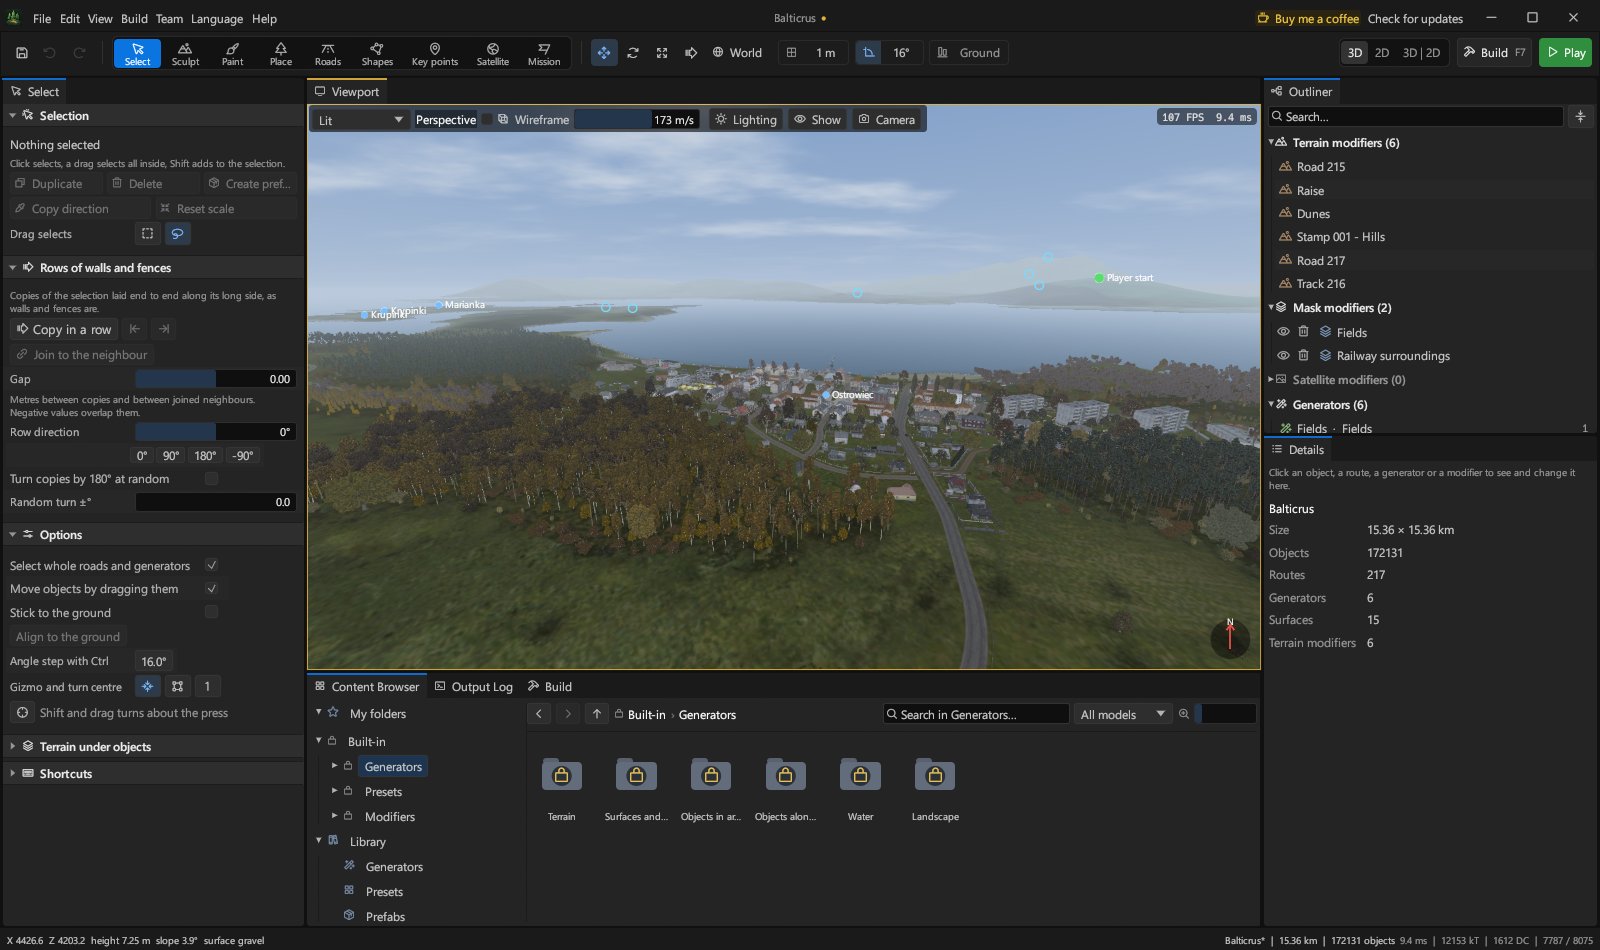 File Edit View Build Team Language Help
Balticrus
Buy me a coffee Check for updates
Select Sculpt Paint Place Roads Shapes Key points Satellite Mission
World 1 m 16° Ground
3D 2D 3D | 2D Build F7 Play
Select
Selection
Nothing selected
Click selects, a drag selects all inside, Shift adds to the selection.
Duplicate Delete Create pref...
Copy direction Reset scale
Drag selects
Rows of walls and fences
Copies of the selection laid end to end along its long side, as
walls and fences are.
Copy in a row
Join to the neighbour
Gap 0.00
Metres between copies and between joined neighbours.
Negative values overlap them.
Row direction 0°
0° 90° 180° -90°
Turn copies by 180° at random
Random turn ±° 0.0
Options
Select whole roads and generators
Move objects by dragging them
Stick to the ground
Align to the ground
Angle step with Ctrl 16.0°
Gizmo and turn centre 1
Shift and drag turns about the press
Terrain under objects
Shortcuts
Viewport
Lit Perspective Wireframe 173 m/s Lighting Show Camera
107 FPS 9.4 ms
Player start
Marianka
Krupinki
Krupinki
Ostrowiec
N
Content Browser Output Log Build
My folders
Built-in
Generators
Presets
Modifiers
Library
Generators
Presets
Prefabs
Built-in › Generators
Search in Generators... All models
Terrain Surfaces and... Objects in ar... Objects alon... Water Landscape
Outliner
Search...
Terrain modifiers (6)
Road 215
Raise
Dunes
Stamp 001 - Hills
Road 217
Track 216
Mask modifiers (2)
Fields
Railway surroundings
Satellite modifiers (0)
Generators (6)
Fields · Fields 1
Details
Click an object, a route, a generator or a modifier to see and change it
here.
Balticrus
Size 15.36 × 15.36 km
Objects 172131
Routes 217
Generators 6
Surfaces 15
Terrain modifiers 6
X 4426.6 Z 4203.2 height 7.25 m slope 3.9° surface gravel
Balticrus* | 15.36 km | 172131 objects 9.4 ms | 12153 kT | 1612 DC | 7787 / 8075